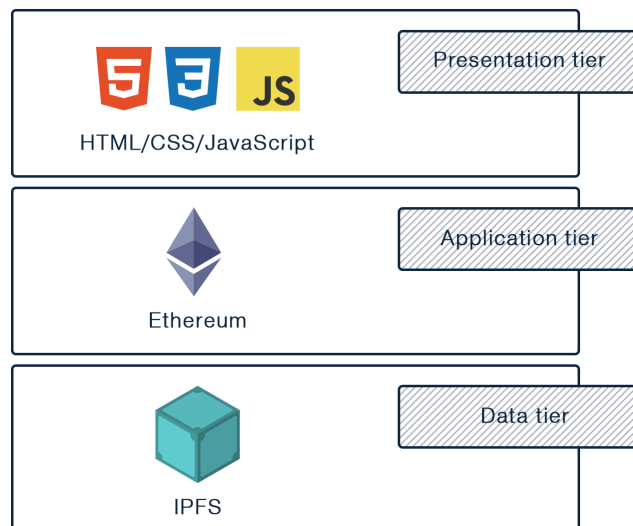 5 3 JS
Presentation tier
HTML/CSS/JavaScript
Application tier
Ethereum
Data tier
IPFS